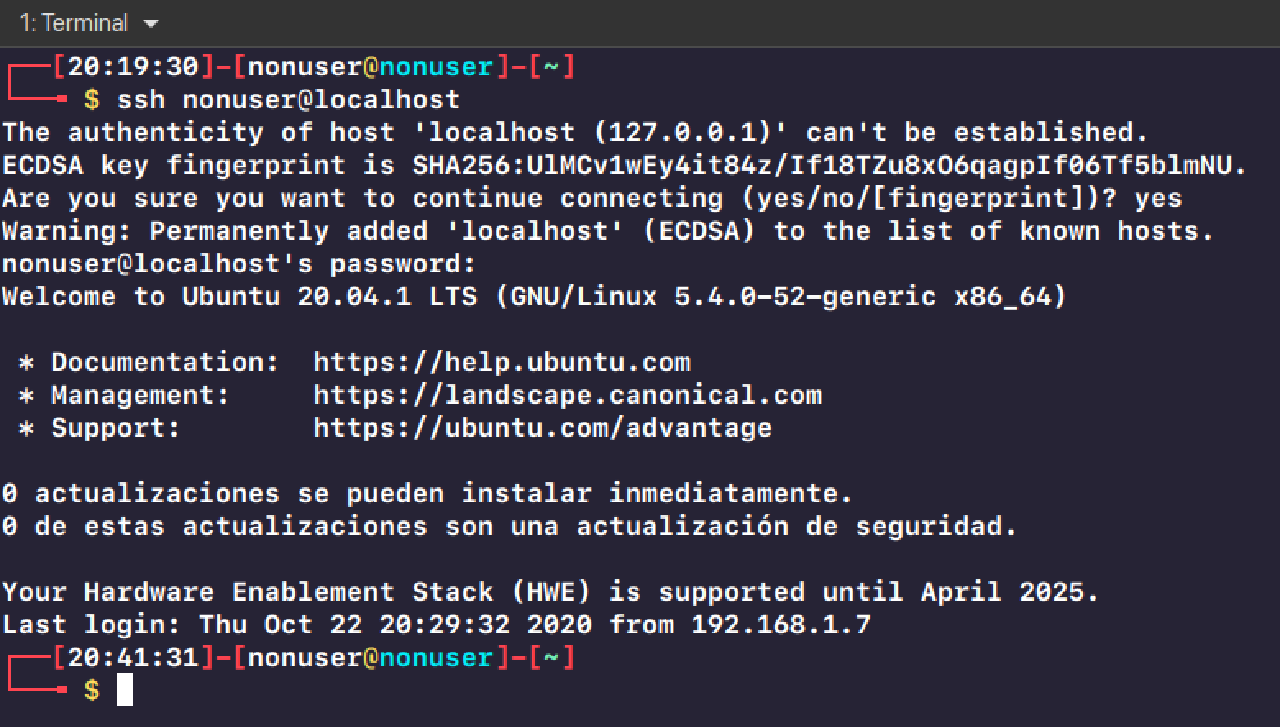 1: Terminal
[20:19:30]-[nonuser@nonuser]-[~]
$ ssh nonuser@localhost
The authenticity of host 'localhost (127.0.0.1)' can't be established.
ECDSA key fingerprint is SHA256:UlMCv1wEy4it84z/If18TZu8xO6qagpIf06Tf5blmNU.
Are you sure you want to continue connecting (yes/no/[fingerprint])? yes
Warning: Permanently added 'localhost' (ECDSA) to the list of known hosts.
nonuser@localhost's password:
Welcome to Ubuntu 20.04.1 LTS (GNU/Linux 5.4.0-52-generic x86_64)
* Documentation:  https://help.ubuntu.com
* Management:     https://landscape.canonical.com
* Support:        https://ubuntu.com/advantage
0 actualizaciones se pueden instalar inmediatamente.
0 de estas actualizaciones son una actualización de seguridad.
Your Hardware Enablement Stack (HWE) is supported until April 2025.
Last login: Thu Oct 22 20:29:32 2020 from 192.168.1.7
[20:41:31]-[nonuser@nonuser]-[~]
$